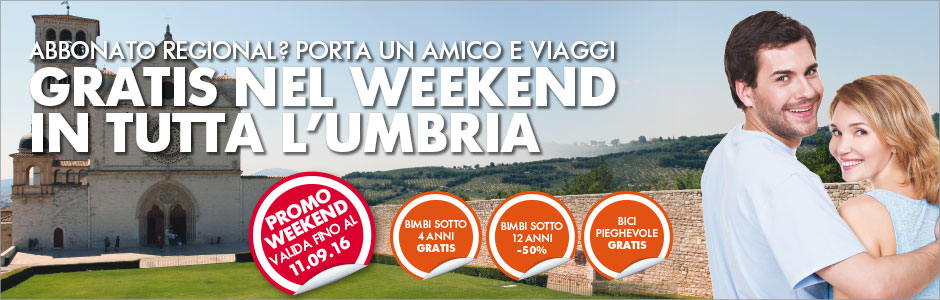 ABBONATO REGIONAL? PORTA UN AMICO E VIAGGI
GRATIS NEL WEEKEND
IN TUTTA L'UMBRIA
PROMO
WEEKEND
VALIDA FINO AL
11.09.16
BIMBI SOTTO
4 ANNI
GRATIS
BIMBI SOTTO
12 ANNI
-50%
BICI
PIEGHEVOLE
GRATIS